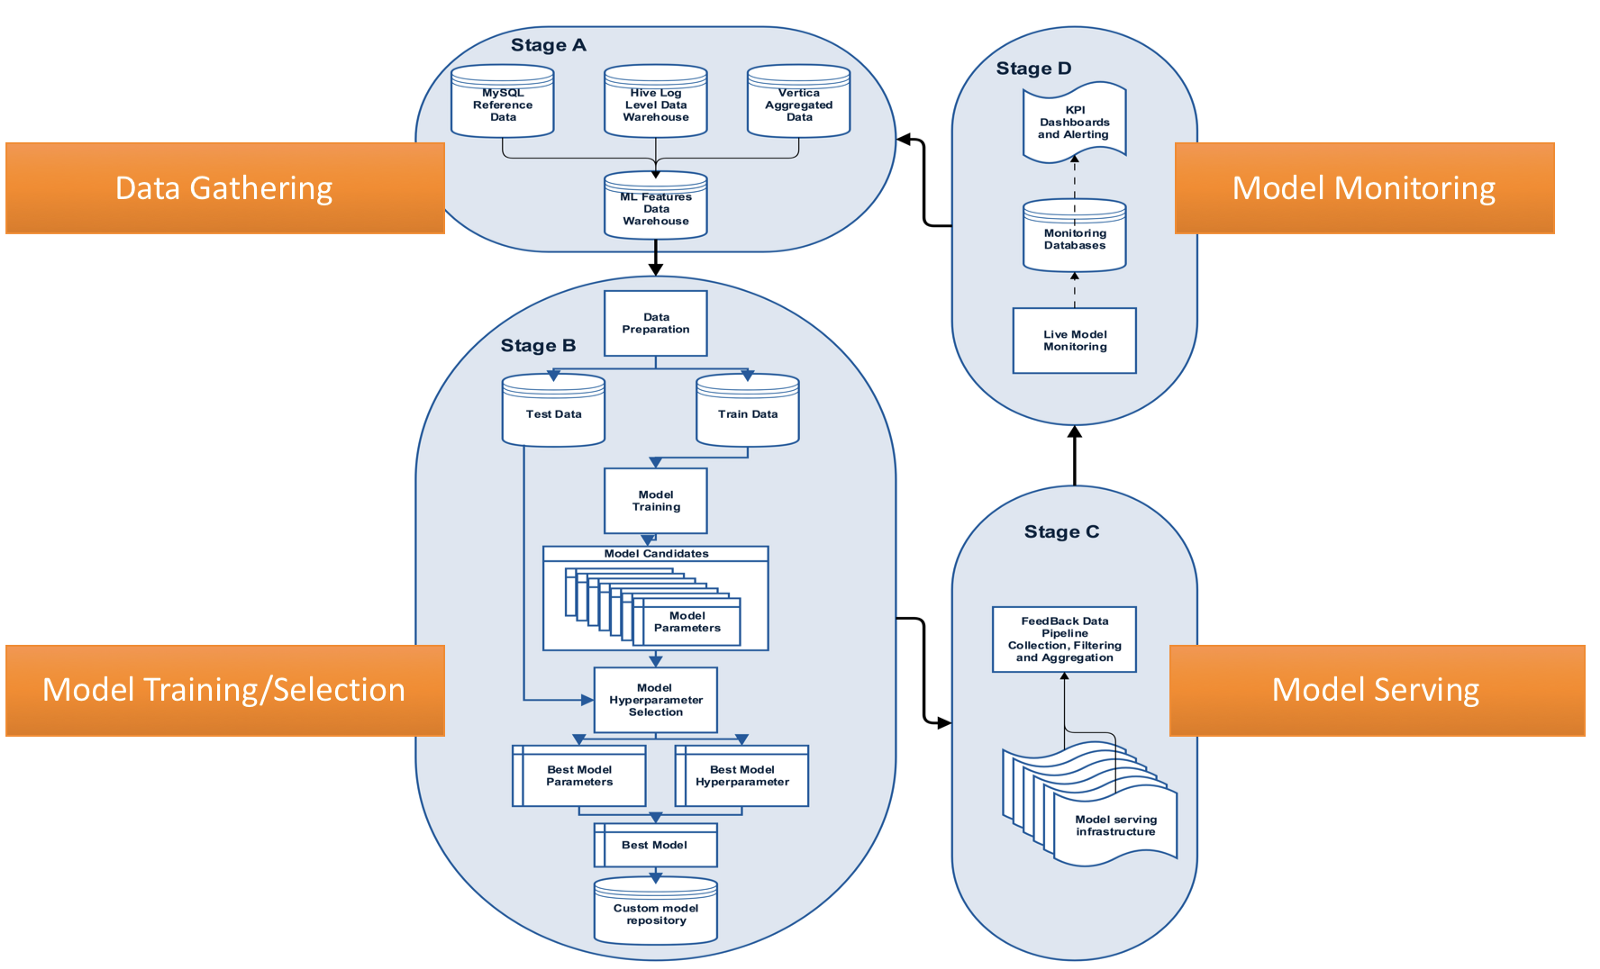 Stage A
MySQL
Reference
Data
Hive Log
Level Data
Warehouse
Vertica
Aggregated
Data
ML Features
Data
Warehouse
Data Gathering
Stage B
Data
Preparation
Test Data
Train Data
Model
Training
Model Candidates
Model
Parameters
Model
Hyperparameter
Selection
Best Model
Parameters
Best Model
Hyperparameter
Best Model
Custom model
repository
Model Training/Selection
Stage D
KPI
Dashboards
and Alerting
Monitoring
Databases
Live Model
Monitoring
Model Monitoring
Stage C
FeedBack Data
Pipeline
Collection, Filtering
and Aggregation
Model serving
infrastructure
Model Serving